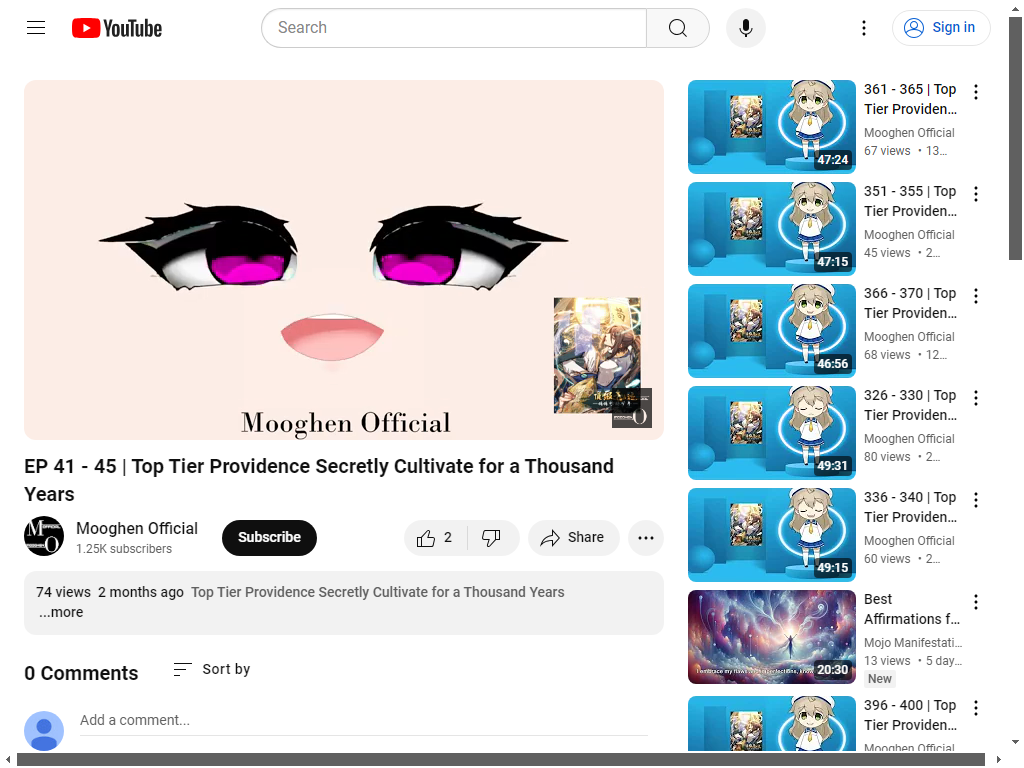 YouTube
Search
Sign in
Mooghen Official
EP 41 - 45 | Top Tier Providence Secretly Cultivate for a Thousand
Years
Mooghen Official
1.25K subscribers
Subscribe
2
Share
74 views 2 months ago Top Tier Providence Secretly Cultivate for a Thousand Years
...more
0 Comments
Sort by
Add a comment...
47:24
361 - 365 | Top
Tier Providen...
Mooghen Official
67 views • 13...
47:15
351 - 355 | Top
Tier Providen...
Mooghen Official
45 views • 2...
46:56
366 - 370 | Top
Tier Providen...
Mooghen Official
68 views • 12...
49:31
326 - 330 | Top
Tier Providen...
Mooghen Official
80 views • 2...
49:15
336 - 340 | Top
Tier Providen...
Mooghen Official
60 views • 2...
20:30
Best
Affirmations f...
Mojo Manifestati...
13 views • 5 day...
New
396 - 400 | Top
Tier Providen...
Mooghen Official